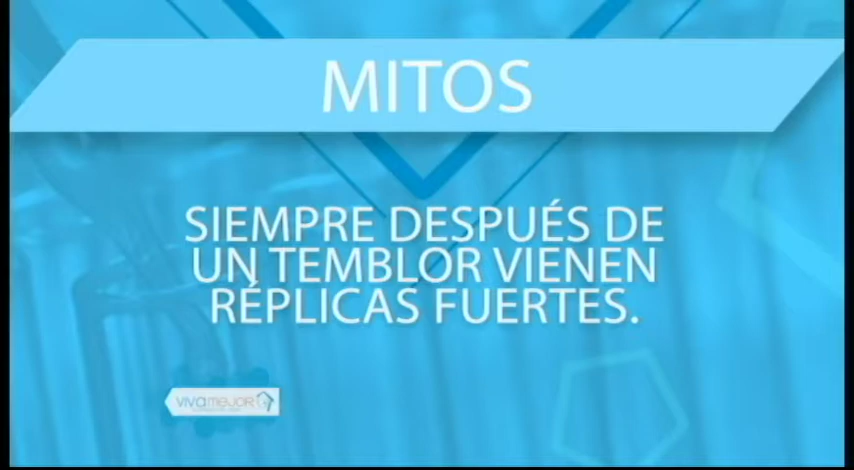 MITOS
SIEMPRE DESPUÉS DE
UN TEMBLOR VIENEN
RÉPLICAS FUERTES.
VIVA MEJOR